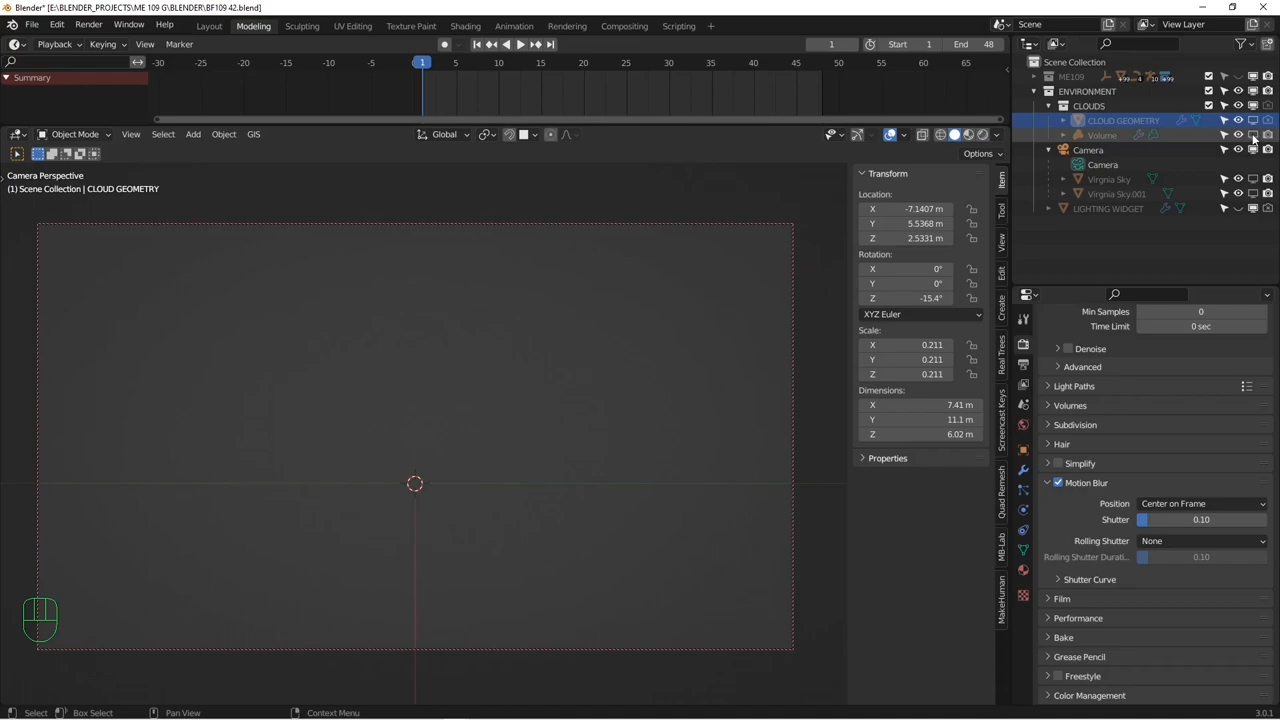 Blender* [E:\BLENDER_PROJECTS\ME 109 G\BLEND\BF109 42.blend]
File Edit Render Window Help Layout Modeling Sculpting UV Editing Texture Paint Shading Animation Rendering Compositing Scripting + Scene View Layer
Playback Keying View Marker 1 Start 1 End 48
-30 -25 -20 -15 -10 -5 1 5 10 15 20 25 30 35 40 45 50 55 60 65
Summary
Scene Collection
ME109
ENVIRONMENT
CLOUDS
CLOUD GEOMETRY
Volume
Camera
Camera
Virgnia Sky
Virgnia Sky.001
LIGHTING WIDGET
Object Mode View Select Add Object GIS Global
Options
Camera Perspective
(1) Scene Collection | CLOUD GEOMETRY
Transform
Location:
X -7.1407 m
Y 5.5368 m
Z 2.5331 m
Rotation:
X 0°
Y 0°
Z -15.4°
XYZ Euler
Scale:
X 0.211
Y 0.211
Z 0.211
Dimensions:
X 7.41 m
Y 11.1 m
Z 6.02 m
Properties
Item
Tool
View
Edit
Create
Real Trees
Screencast Keys
Quad Remesh
MB-Lab
MakeHuman
Min Samples 0
Time Limit 0 sec
Denoise
Advanced
Light Paths
Volumes
Subdivision
Hair
Simplify
Motion Blur
Position Center on Frame
Shutter 0.10
Rolling Shutter None
Rolling Shutter Durati... 0.10
Shutter Curve
Film
Performance
Bake
Grease Pencil
Freestyle
Color Management
Select Box Select Pan View Context Menu 3.0.1